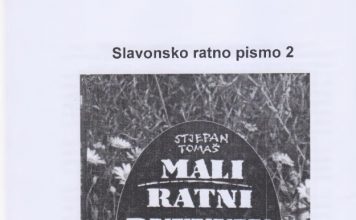 Slavonsko ratno pismo 2
STJEPAN
TOMAŠ
MALI
RATNI